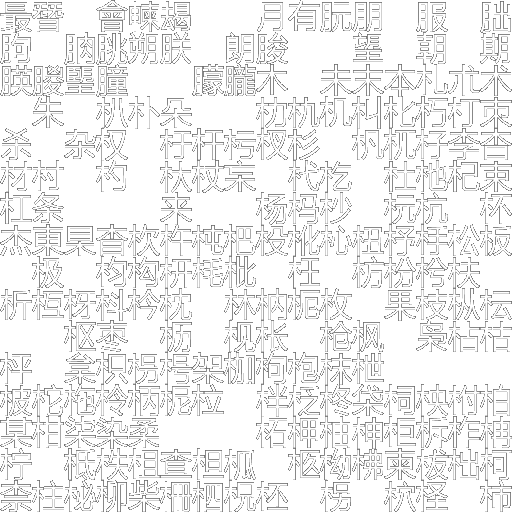 最朁會朄朅月有朊朋服朏
朐朒朓朔朕朗朘望朝期
朠朡朢朣朦朧木未末本札朮术
朱朳朴朵朸朹机朻朼朽朾朿
杀杂权杅杆杇杈杉杋杌杍李杏
材村杓杕杖杗杙杚杜杝杞束
杠条来杨杩杪杬杭杯
杰東杲杳杴杵杶杷杸杹杺杻杼杽松板
极枃构枅枆枇枉枋枌枍枎
析枑枒枓枔枕林枘枙枚果枝枞枟
枢枣枥枧枨枪枫枭枮枯
枰枲枳枴枵架枷枸枹枺枻
柀柁柂柃柄柅柆柈柉柊柋柌柍柎柏
某柑柒染柔柘柙柚柛柜柝柞柟
柠柢柣柤查柦柧柩柪柫柬柭柮柯
柰柱柲柳柴柵柶柷柸柺柼柽柿